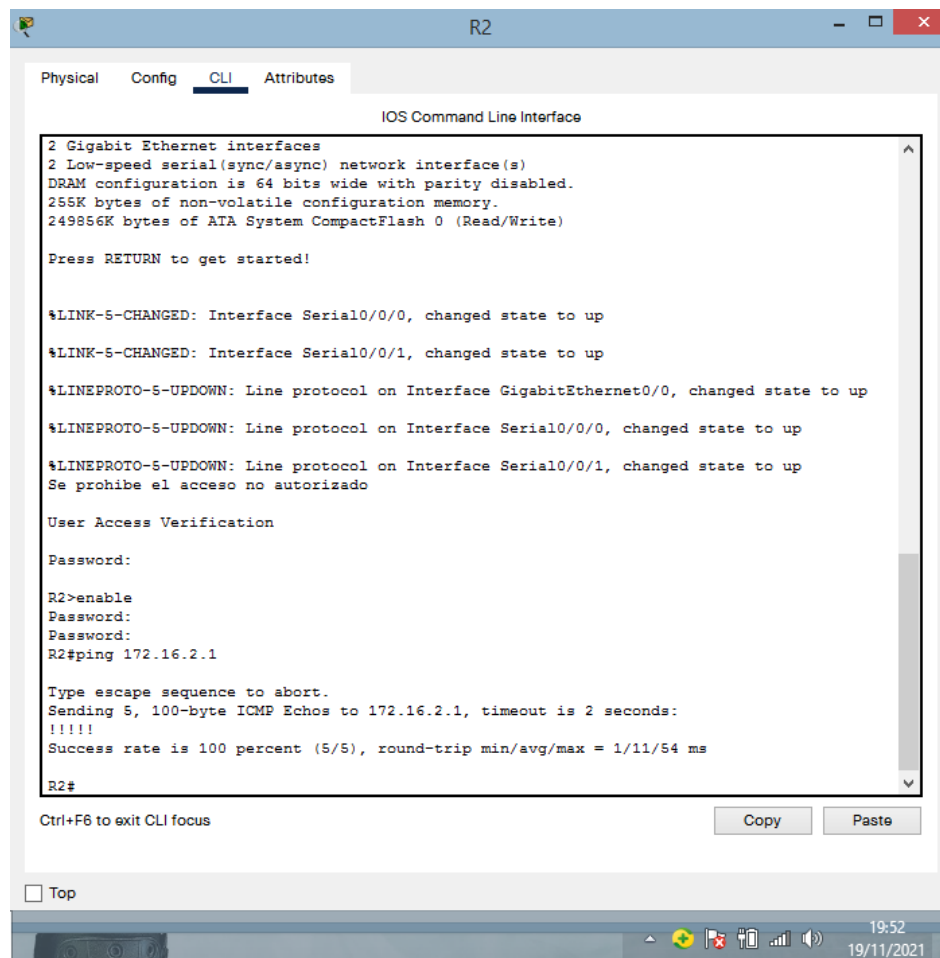 R2
Physical Config CLI Attributes
IOS Command Line Interface
2 Gigabit Ethernet interfaces
2 Low-speed serial(sync/async) network interface(s)
DRAM configuration is 64 bits wide with parity disabled.
255K bytes of non-volatile configuration memory.
249856K bytes of ATA System CompactFlash 0 (Read/Write)
Press RETURN to get started!
%LINK-5-CHANGED: Interface Serial0/0/0, changed state to up
%LINK-5-CHANGED: Interface Serial0/0/1, changed state to up
%LINEPROTO-5-UPDOWN: Line protocol on Interface GigabitEthernet0/0, changed state to up
%LINEPROTO-5-UPDOWN: Line protocol on Interface Serial0/0/0, changed state to up
%LINEPROTO-5-UPDOWN: Line protocol on Interface Serial0/0/1, changed state to up
Se prohibe el acceso no autorizado
User Access Verification
Password:
R2>enable
Password:
Password:
R2#ping 172.16.2.1
Type escape sequence to abort.
Sending 5, 100-byte ICMP Echos to 172.16.2.1, timeout is 2 seconds:
!!!!!
Success rate is 100 percent (5/5), round-trip min/avg/max = 1/11/54 ms
R2#
Ctrl+F6 to exit CLI focus
Copy Paste
Top
19:52
19/11/2021